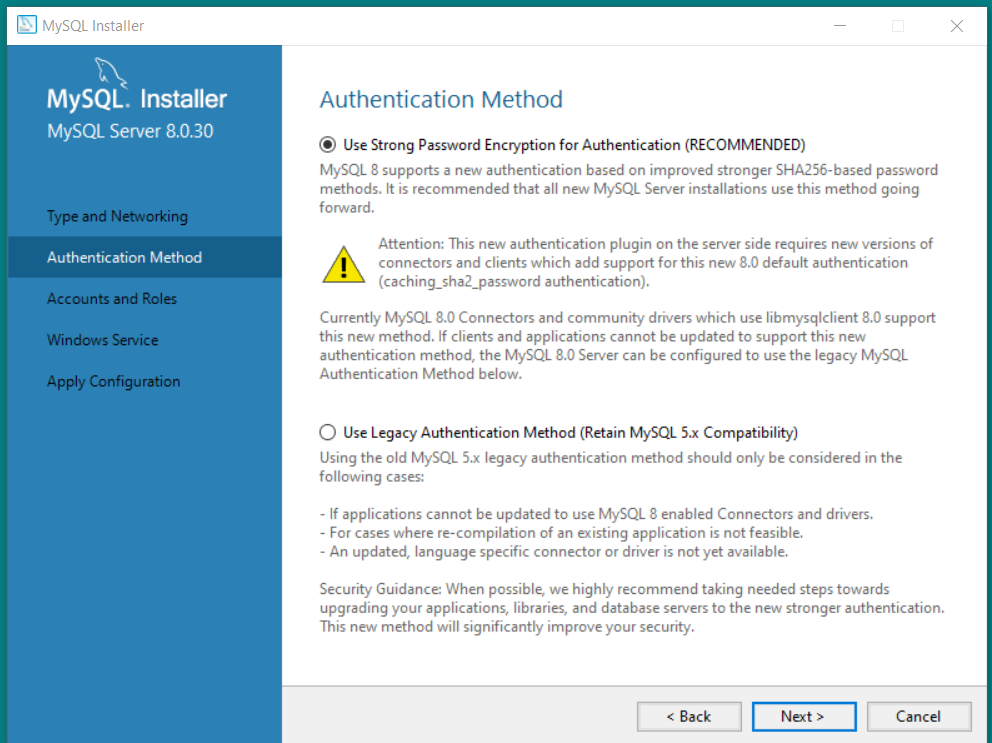 MySQL Installer
MySQL. Installer
MySQL Server 8.0.30
Type and Networking
Authentication Method
Accounts and Roles
Windows Service
Apply Configuration
Authentication Method
Use Strong Password Encryption for Authentication (RECOMMENDED)
MySQL 8 supports a new authentication based on improved stronger SHA256-based password
methods. It is recommended that all new MySQL Server installations use this method going
forward.
Attention: This new authentication plugin on the server side requires new versions of
connectors and clients which add support for this new 8.0 default authentication
(caching_sha2_password authentication).
Currently MySQL 8.0 Connectors and community drivers which use libmysqlclient 8.0 support
this new method. If clients and applications cannot be updated to support this new
authentication method, the MySQL 8.0 Server can be configured to use the legacy MySQL
Authentication Method below.
Use Legacy Authentication Method (Retain MySQL 5.x Compatibility)
Using the old MySQL 5.x legacy authentication method should only be considered in the
following cases:
- If applications cannot be updated to use MySQL 8 enabled Connectors and drivers.
- For cases where re-compilation of an existing application is not feasible.
- An updated, language specific connector or driver is not yet available.
Security Guidance: When possible, we highly recommend taking needed steps towards
upgrading your applications, libraries, and database servers to the new stronger authentication.
This new method will significantly improve your security.
< Back
Next >
Cancel